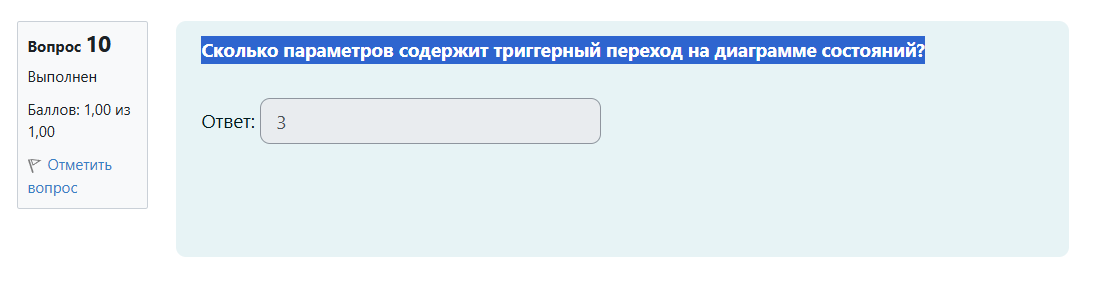 Вопрос 10
Выполнен
Баллов: 1,00 из
1,00
Отметить
вопрос
Сколько параметров содержит триггерный переход на диаграмме состояний?
Ответ: 3